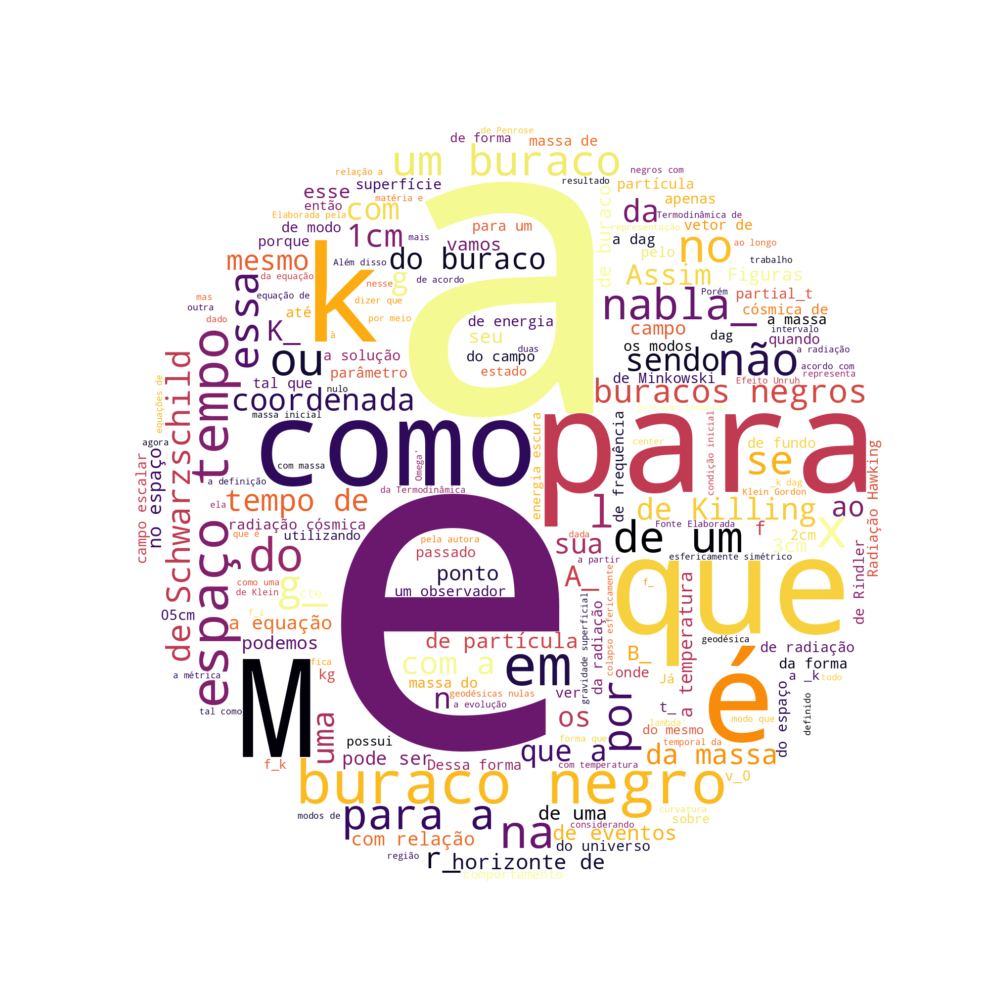 de Penrose
de forma
massa de
um buraco
resultado
negros com
relação a
superfície
matéria e
esse
então
com
partícula
apenas
Elaborada pela
de modo
1cm
mais
vamos
para um
a
de buraco
da
Termodinâmica de
representação
vetor de
a dag
no
ao longo
porque
mesmo
Além disso
do buraco
pelo
trabalho
da equação
k
de acordo
g
Assim
Figuras
essa
nesse
dizer que
nabla_
Porém
partial_t
equação de
mas
outra
até
por meio
de energia
cósmica de
K_
dado
à
seu
duas
campo
dag
a massa
intervalo
ou
a solução
do campo
os modos
sendo
não
quando
a radiação
parâmetro
estado
acordo com
representa
tal que
nulo
de Minkowski
Efeito Unruh
equações de
de Schwarzschild
espaço tempo
coordenada
buracos negros
massa inicial
como
para
agora
no espaço
campo escalar
a definição
com massa
Omega'
energia escura
de frequência
center
condição inicial
de fundo
se
_k dag
Klein Gordon
Radiação Hawking
ela
da Termodinâmica
tempo de
l
de Killing
ao
radiação cósmica
que é
utilizando
05cm
do
pela autora
passado
dada
sua
Fonte Elaborada
f
2cm
3cm
x
de um
a partir
esfericamente simétrico
como uma
de Klein
ponto
um observador
e
A_
que
f_
de Rindler
g_
cte
f_i
a equação
podemos
de partícula
gravidade superficial
da radiação
colapso esfericamente
B_
geodésica
de radiação
a métrica
M
fica
kg
com a
em
ver
onde
Já
a temperatura
é
da forma
a _k
todo
massa do
geodésicas nulas
n
a evolução
tal como
uma
os
por
t_
lambda
modo que
do espaço
definido
possui
do mesmo
temporal da
pode ser
Dessa forma
que a
forma que
da massa
f_k
buraco negro
com temperatura
v_0
modos de
para a
na
de uma
curvatura
sobre
considerando
de eventos
com relação
do universo
região
r_
horizonte de
comportamento